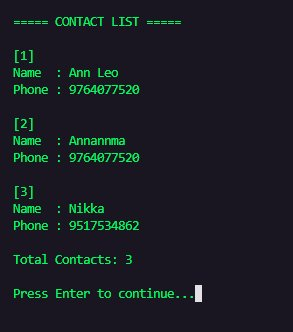 ===== CONTACT LIST =====
[1]
Name  : Ann Leo
Phone : 9764077520
[2]
Name  : Annannma
Phone : 9764077520
[3]
Name  : Nikka
Phone : 9517534862
Total Contacts: 3
Press Enter to continue...